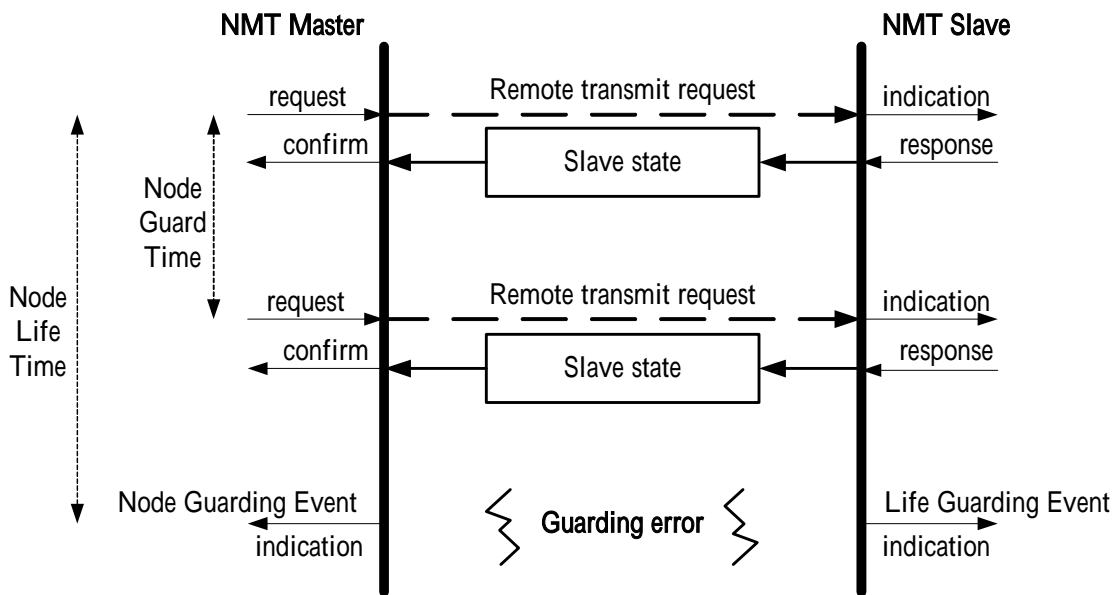 NMT Master NMT Slave
request Remote transmit request indication
confirm Slave state response
Node
Guard
Time
Node
Life
Time
request Remote transmit request indication
confirm Slave state response
Node Guarding Event Guarding error Life Guarding Event
indication indication